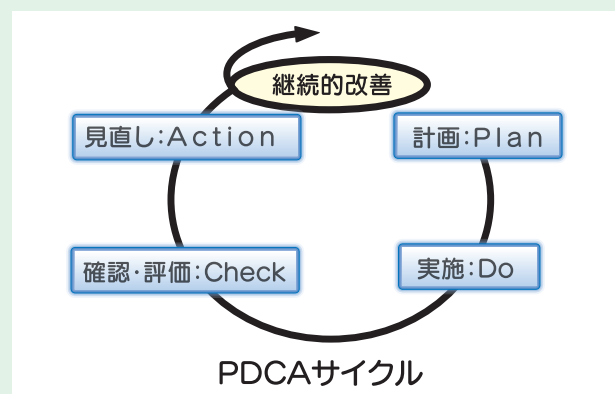 継続的改善
見直し:Action
計画:Plan
確認・評価:Check
実施:Do
PDCAサイクル